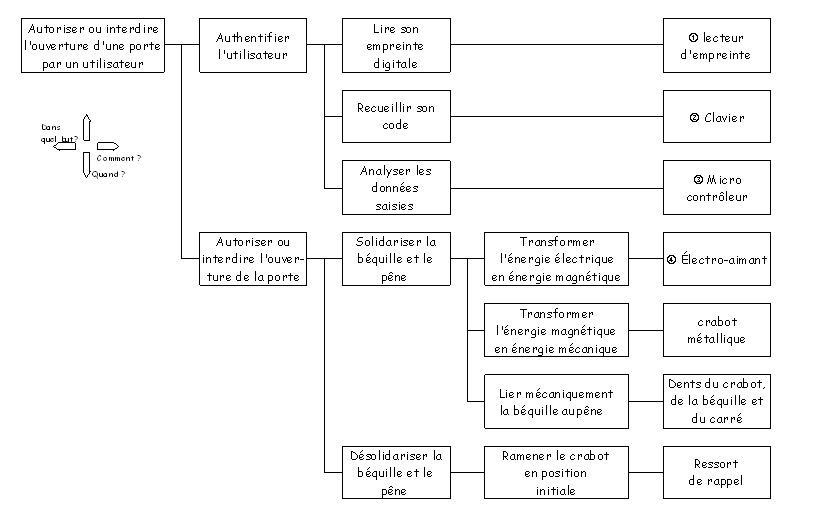 Autoriser ou interdire
l'ouverture d'une porte
par un utilisateur
Authentifier
l'utilisateur
Lire son
empreinte
digitale
① lecteur
d'empreinte
Dans
quel but?
Comment ?
Quand ?
Recueillir son
code
② Clavier
Analyser les
données
saisies
③ Micro
contrôleur
Autoriser ou
interdire l'ouver-
ture de la porte
Solidariser la
béquille et le
pêne
Transformer
l'énergie électrique
en énergie magnétique
④ Électro-aimant
Transformer
l'énergie magnétique
en énergie mécanique
crabot
métallique
Lier mécaniquement
la béquille aupêne
Dents du crabot,
de la béquille et
du carré
Désolidariser la
béquille et le
pêne
Ramener le crabot
en position
initiale
Ressort
de rappel